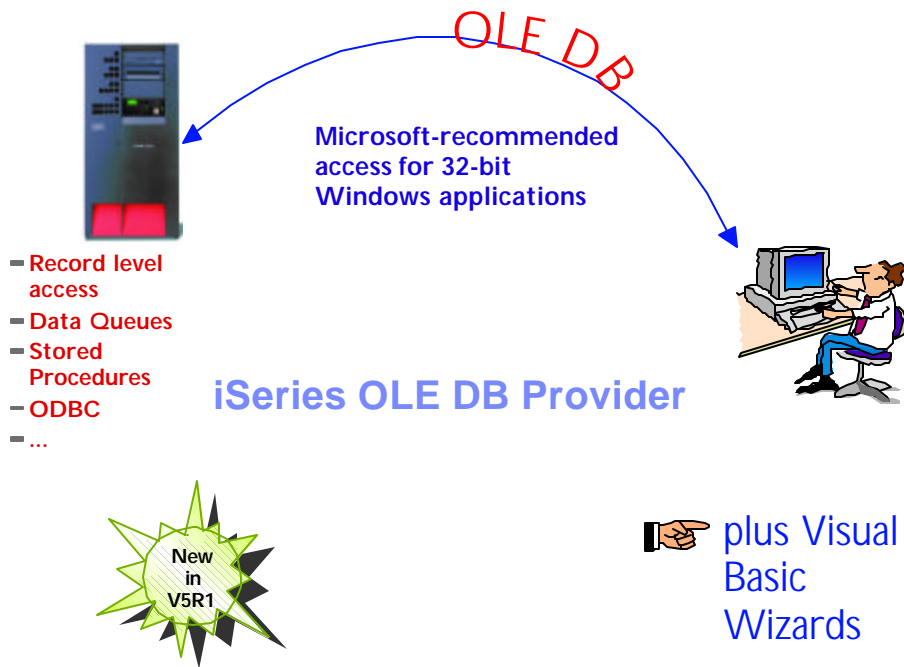 OLE DB
Microsoft-recommended
access for 32-bit
Windows applications
– Record level
access
– Data Queues
– Stored
Procedures
– ODBC
– ...
iSeries OLE DB Provider
New
in
V5R1
plus Visual
Basic
Wizards